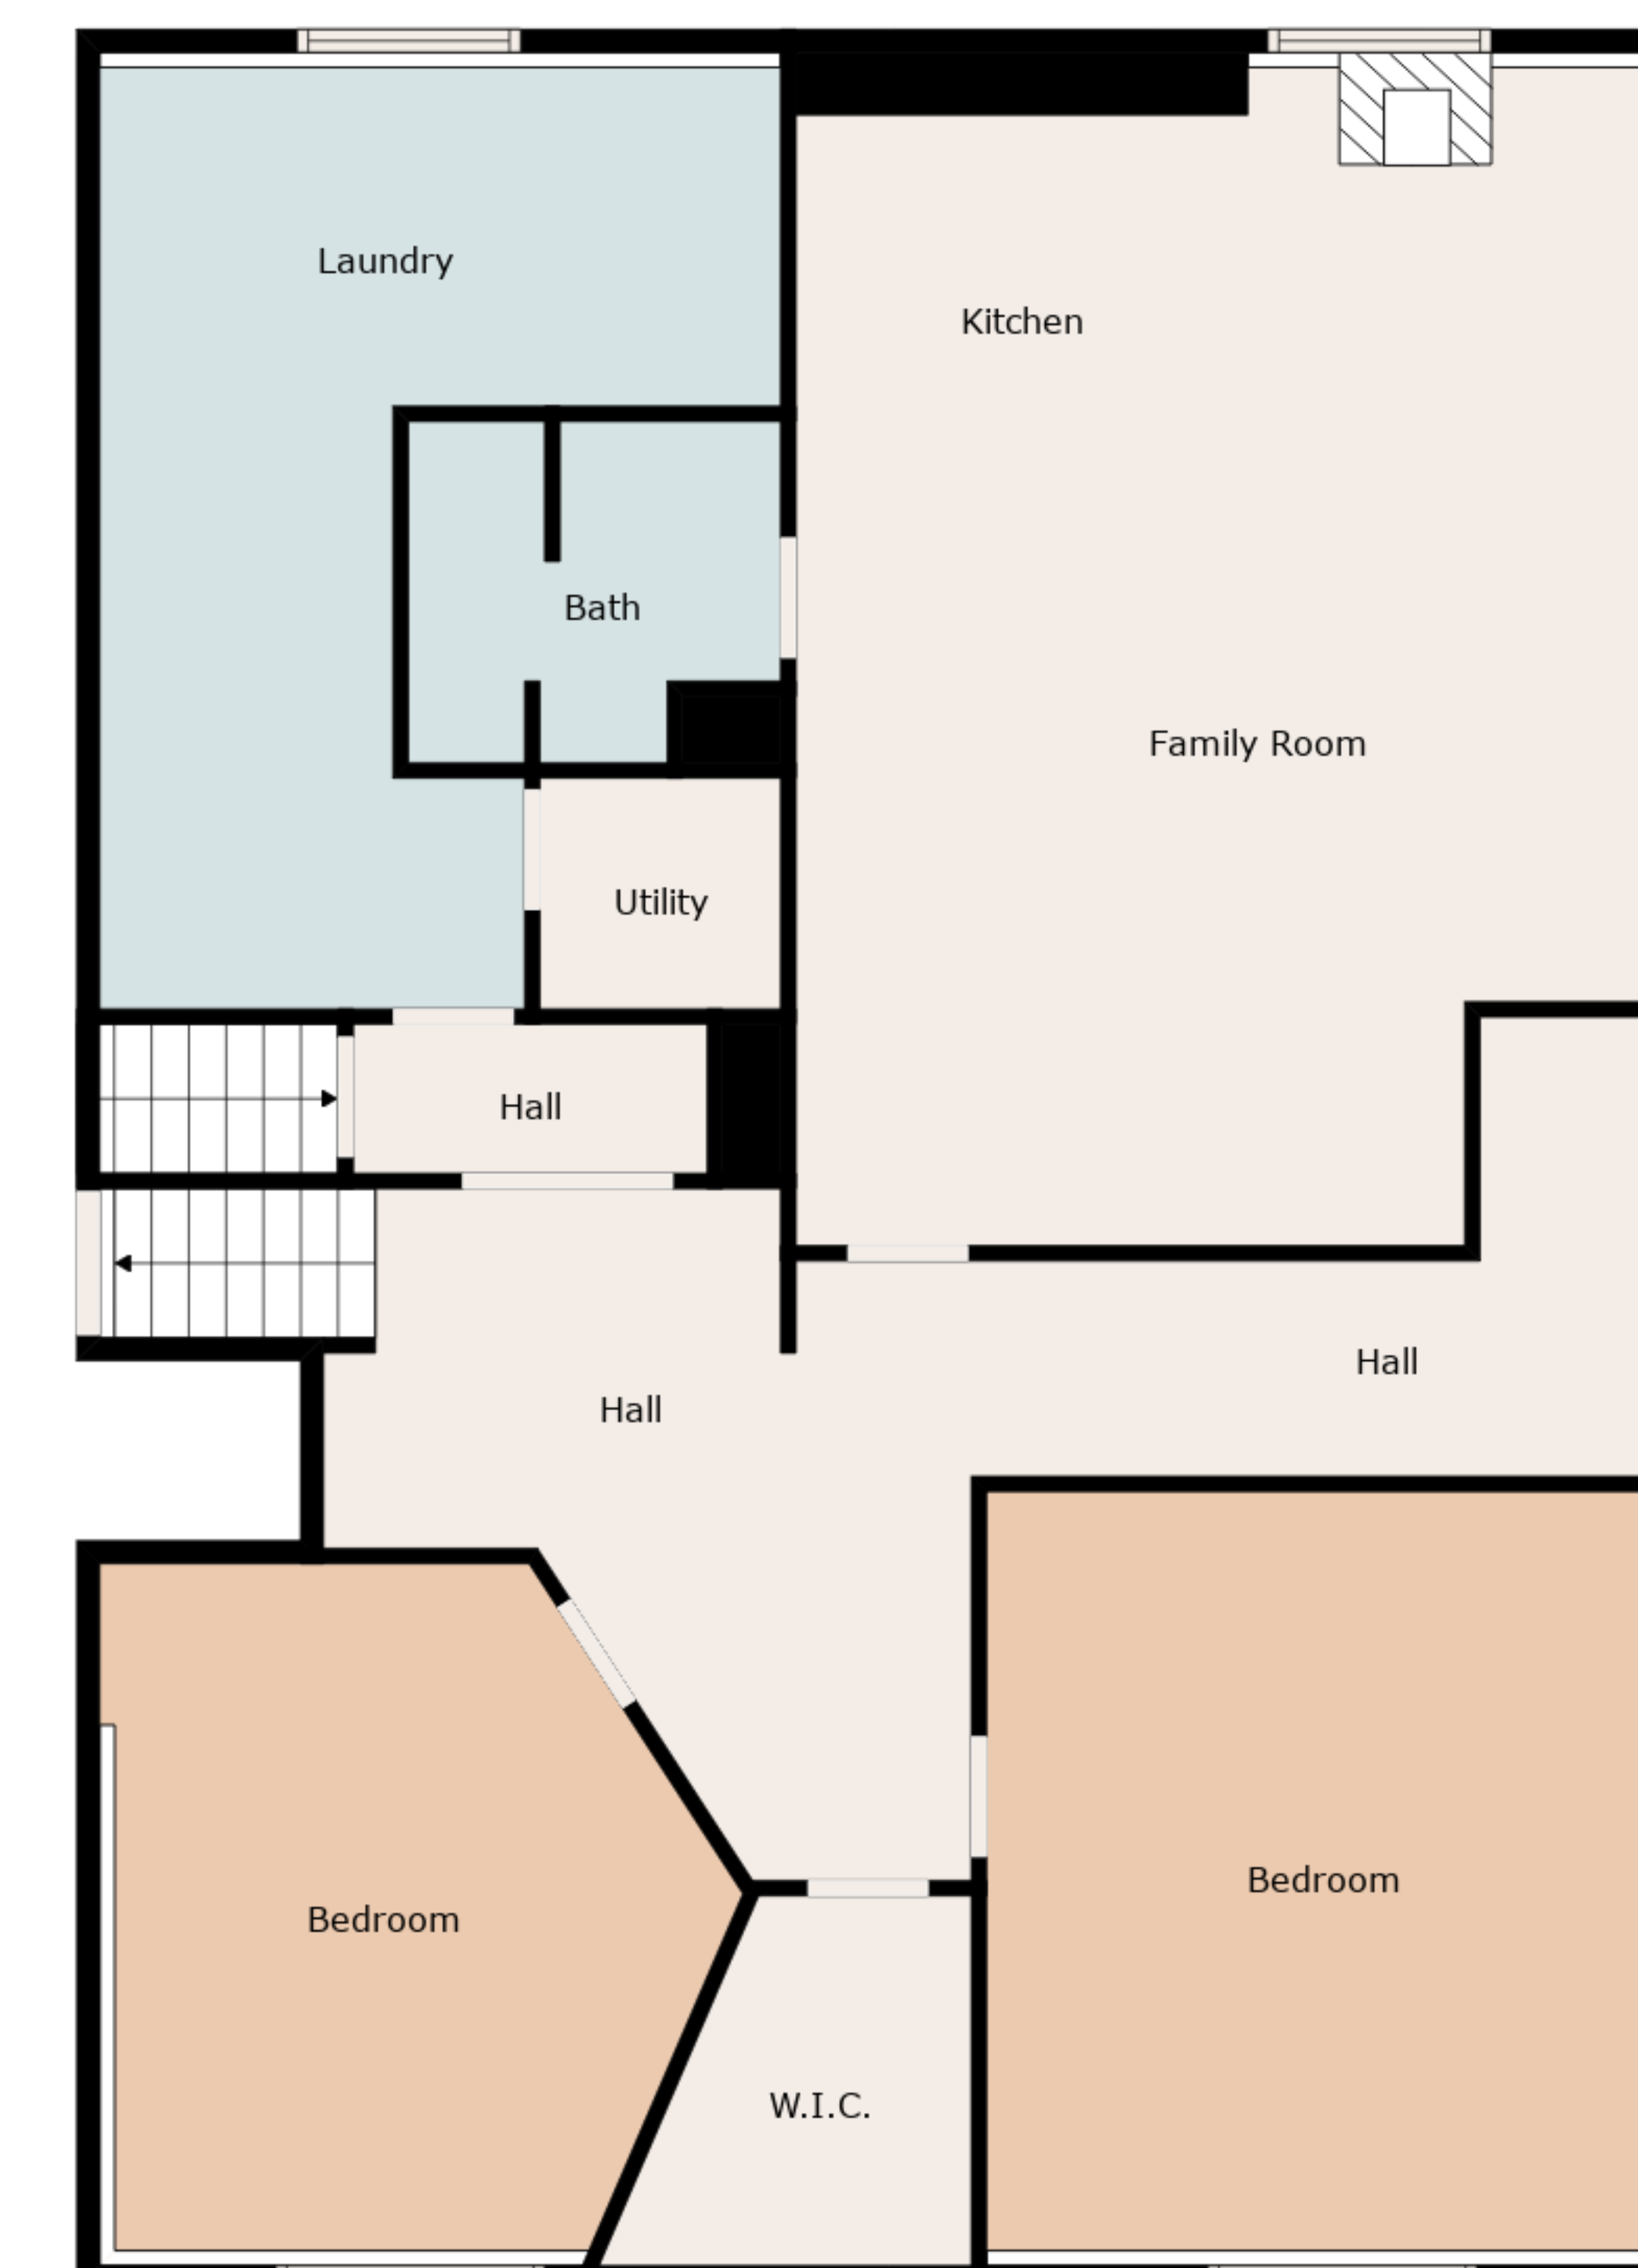 Laundry
Kitchen
Bath
Family Room
Utility
Hall
Hall
Hall
Bedroom
Bedroom
W.I.C.